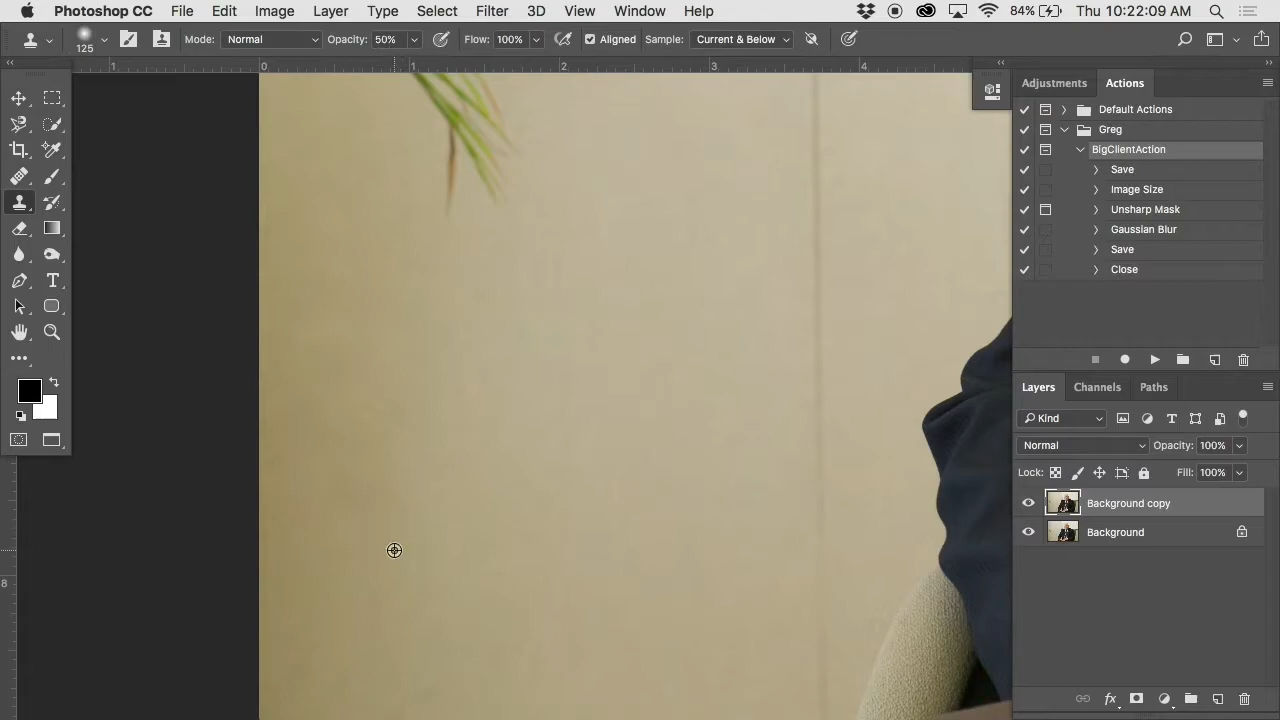 Photoshop CC File Edit Image Layer Type Select Filter 3D View Window Help 84% Thu 10:22:09 AM
125 Mode: Normal Opacity: 50% Flow: 100% Aligned Sample: Current & Below
1 0 1 2 3 4
Adjustments Actions
Default Actions
Greg
BigClientAction
Save
Image Size
Unsharp Mask
Gaussian Blur
Save
Close
Layers Channels Paths
Kind
Normal Opacity: 100%
Lock: Fill: 100%
Background copy
Background
8
fx